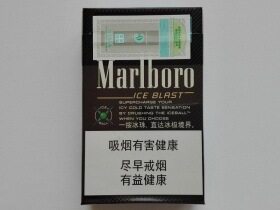 Marlboro
ICE BLAST
SUPERCHARGE YOUR
ICY COLD TASTE SENSATION
BY CRUSHING THE ICEBALL
WHEN YOU CHOOSE
一按冰珠，直达冰极境界。
吸烟有害健康
尽早戒烟
有益健康